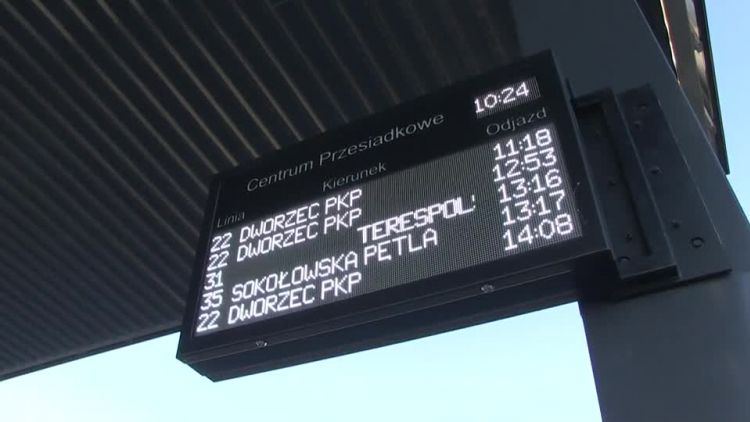 10:24
Centrum Przesiadkowe
Linia Kierunek Odjazd
22 DWORZEC PKP 11:18
22 DWORZEC PKP 12:53
31 TERESPOL 13:16
35 SOKOŁOWSKA PĘTLA 13:17
22 DWORZEC PKP 14:08